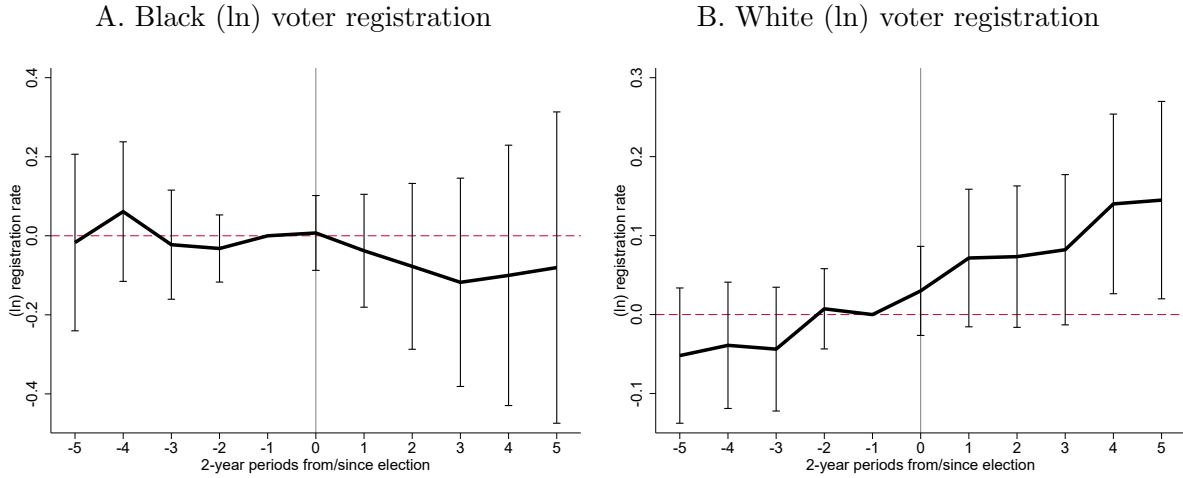 A. Black (ln) voter registration
(ln) registration rate
0.4
0.2
0.0
-0.2
-0.4
-5 -4 -3 -2 -1 0 1 2 3 4 5
2-year periods from/since election
B. White (ln) voter registration
(ln) registration rate
0.3
0.2
0.1
0.0
-0.1
-5 -4 -3 -2 -1 0 1 2 3 4 5
2-year periods from/since election